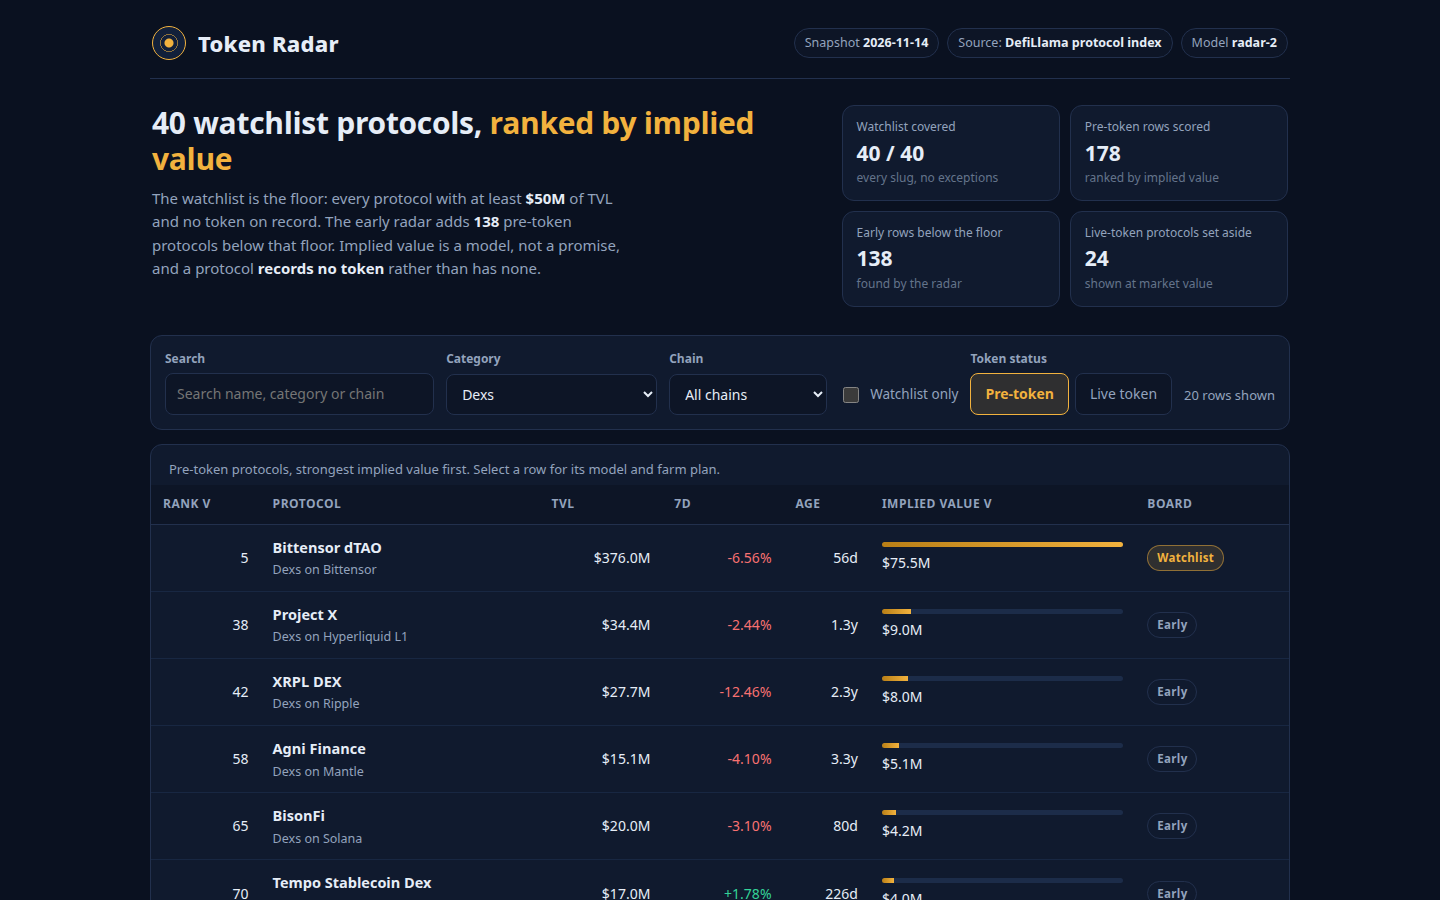 Token Radar
Snapshot 2026-11-14
Source: DefiLlama protocol index
Model radar-2
40 watchlist protocols, ranked by implied
value
The watchlist is the floor: every protocol with at least $50M of TVL
and no token on record. The early radar adds 138 pre-token
protocols below that floor. Implied value is a model, not a promise,
and a protocol records no token rather than has none.
Watchlist covered
40 / 40
every slug, no exceptions
Pre-token rows scored
178
ranked by implied value
Early rows below the floor
138
found by the radar
Live-token protocols set aside
24
shown at market value
Search
Search name, category or chain
Category
Dexs
Chain
All chains
Watchlist only
Token status
Pre-token
Live token
20 rows shown
Pre-token protocols, strongest implied value first. Select a row for its model and farm plan.
RANK V PROTOCOL TVL 7D AGE IMPLIED VALUE V BOARD
5 Bittensor dTAO $376.0M -6.56% 56d $75.5M Watchlist
Dexs on Bittensor
38 Project X $34.4M -2.44% 1.3y $9.0M Early
Dexs on Hyperliquid L1
42 XRPL DEX $27.7M -12.46% 2.3y $8.0M Early
Dexs on Ripple
58 Agni Finance $15.1M -4.10% 3.3y $5.1M Early
Dexs on Mantle
65 BisonFi $20.0M -3.10% 80d $4.2M Early
Dexs on Solana
70 Tempo Stablecoin Dex $17.0M +1.78% 226d $4.0M Early